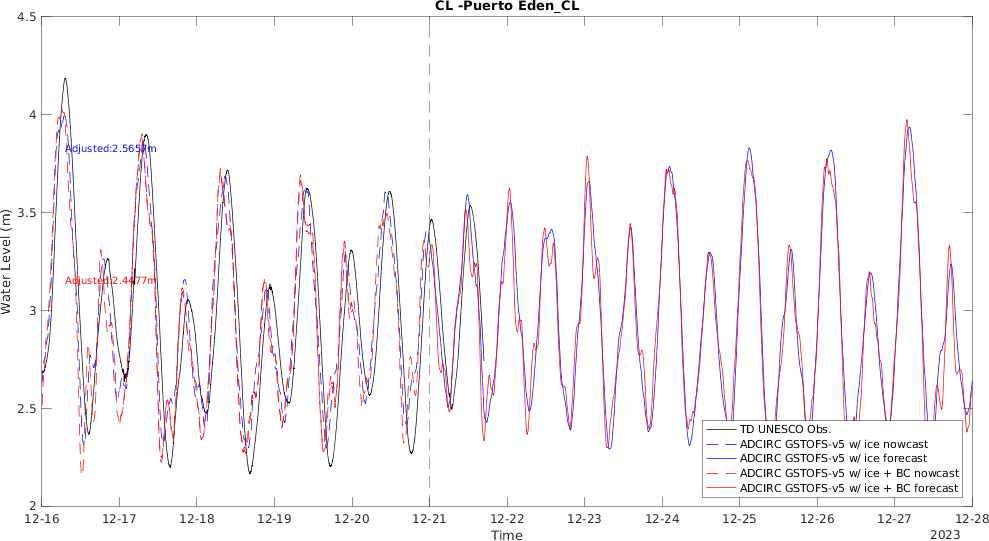 CL -Puerto Eden_CL
4.5
4
3.5
3
2.5
2
Water Level (m)
Adjusted:2.5657m
Adjusted:2.4477m
TD UNESCO Obs.
ADCIRC GSTOFS-v5 w/ ice nowcast
ADCIRC GSTOFS-v5 w/ ice forecast
ADCIRC GSTOFS-v5 w/ ice + BC nowcast
ADCIRC GSTOFS-v5 w/ ice + BC forecast
12-16 12-17 12-18 12-19 12-20 12-21 12-22 12-23 12-24 12-25 12-26 12-27 12-28
Time
2023